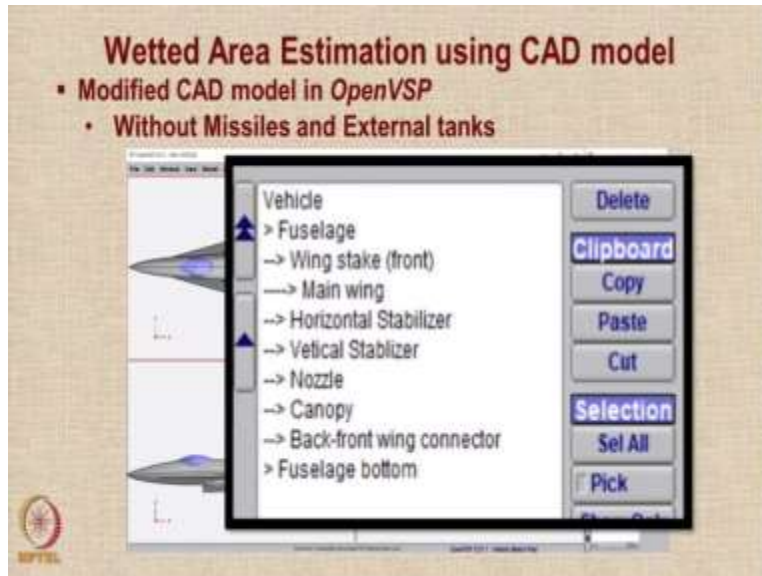 Wetted Area Estimation using CAD model
▪ Modified CAD model in OpenVSP
• Without Missiles and External tanks
Vehicle
> Fuselage
--> Wing stake (front)
----> Main wing
--> Horizontal Stabilizer
--> Vetical Stablizer
--> Nozzle
--> Canopy
--> Back-front wing connector
> Fuselage bottom
Delete
Clipboard
Copy
Paste
Cut
Selection
Sel All
Pick
NPTEL